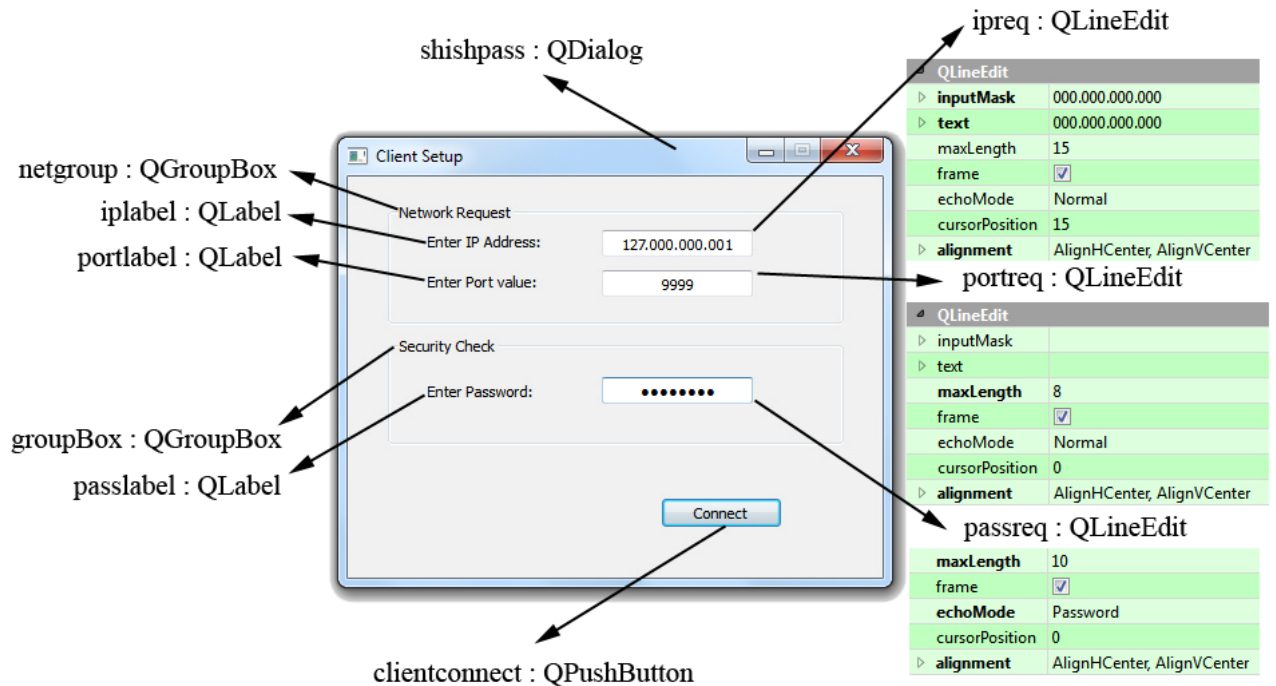 ipreq : QLineEdit
shishpass : QDialog
QLineEdit
inputMask 000.000.000.000
text 000.000.000.000
maxLength 15
frame
echoMode Normal
cursorPosition 15
alignment AlignHCenter, AlignVCenter
Client Setup
netgroup : QGroupBox
iplabel : QLabel
portlabel : QLabel
Network Request
Enter IP Address: 127.000.000.001
Enter Port value: 9999
portreq : QLineEdit
QLineEdit
inputMask
text
maxLength 8
frame
echoMode Normal
cursorPosition 0
alignment AlignHCenter, AlignVCenter
Security Check
Enter Password:
groupBox : QGroupBox
passlabel : QLabel
Connect
passreq : QLineEdit
maxLength 10
frame
echoMode Password
cursorPosition 0
alignment AlignHCenter, AlignVCenter
clientconnect : QPushButton